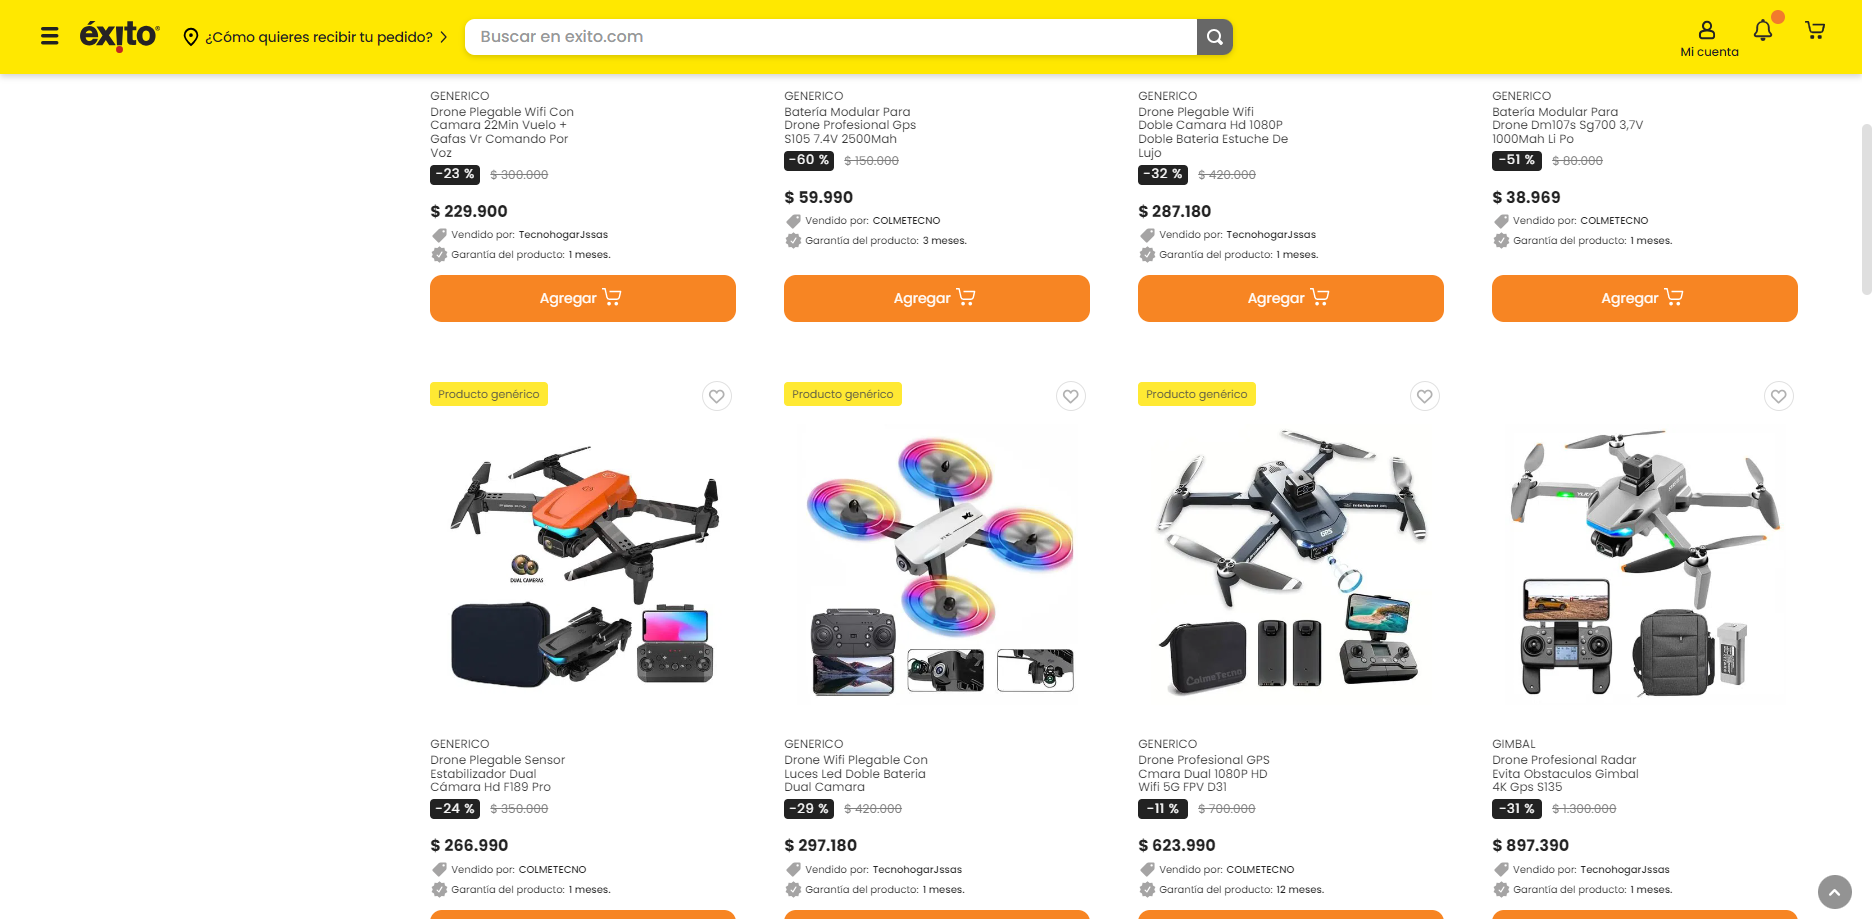 éxito
¿Cómo quieres recibir tu pedido?
Buscar en exito.com
Mi cuenta
GENERICO
Drone Plegable Wifi Con
Camara 22Min Vuelo +
Gafas Vr Comando Por
Voz
-23 % $ 300.000
$ 229.900
Vendido por: TecnohogarJssas
Garantía del producto: 1 meses.
Agregar
GENERICO
Batería Modular Para
Drone Profesional Gps
S105 7.4V 2500Mah
-60 % $ 150.000
$ 59.990
Vendido por: COLMETECNO
Garantía del producto: 3 meses.
Agregar
GENERICO
Drone Plegable Wifi
Doble Camara Hd 1080P
Doble Bateria Estuche De
Lujo
-32 % $ 420.000
$ 287.180
Vendido por: TecnohogarJssas
Garantía del producto: 1 meses.
Agregar
GENERICO
Batería Modular Para
Drone Dm107s Sg700 3,7V
1000Mah Li Po
-51 % $ 80.000
$ 38.969
Vendido por: COLMETECNO
Garantía del producto: 1 meses.
Agregar
Producto genérico
DUAL CAMERAS
GENERICO
Drone Plegable Sensor
Estabilizador Dual
Cámara Hd F189 Pro
-24 % $ 350.000
$ 266.990
Vendido por: COLMETECNO
Garantía del producto: 1 meses.
Producto genérico
GENERICO
Drone Wifi Plegable Con
Luces Led Doble Bateria
Dual Camara
-29 % $ 420.000
$ 297.180
Vendido por: TecnohogarJssas
Garantía del producto: 1 meses.
Producto genérico
GPS
ColmeTecno
GENERICO
Drone Profesional GPS
Cmara Dual 1080P HD
Wifi 5G FPV D31
-11 % $ 700.000
$ 623.990
Vendido por: COLMETECNO
Garantía del producto: 12 meses.
GIMBAL
Drone Profesional Radar
Evita Obstaculos Gimbal
4K Gps S135
-31 % $ 1.300.000
$ 897.390
Vendido por: TecnohogarJssas
Garantía del producto: 1 meses.